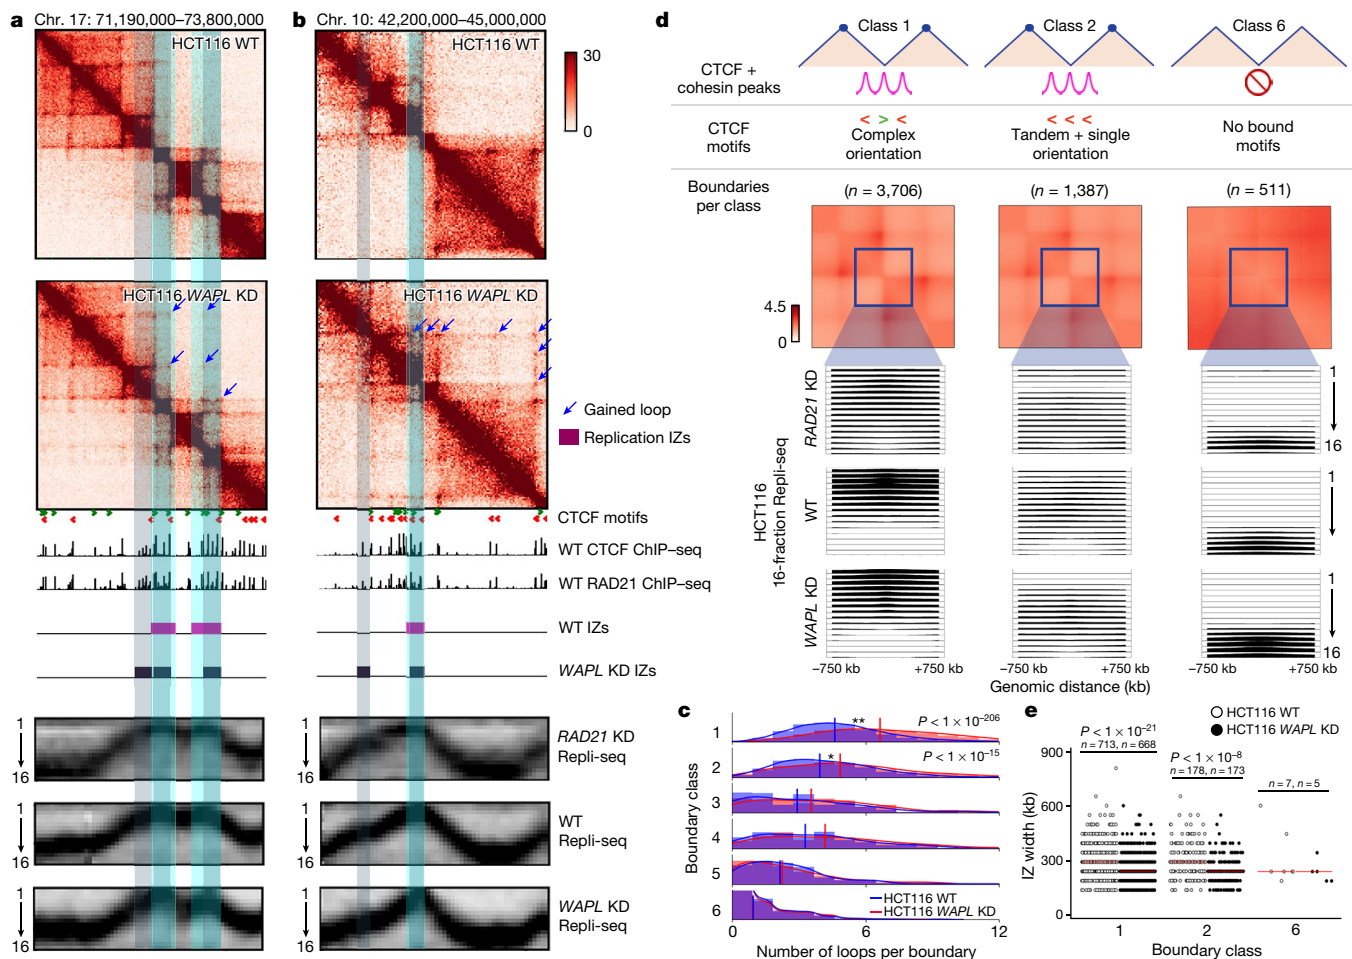 a
Chr. 17: 71,190,000–73,800,000
HCT116 WT
HCT116 WAPL KD
b
Chr. 10: 42,200,000–45,000,000
HCT116 WT
30
0
HCT116 WAPL KD
Gained loop
Replication IZs
CTCF motifs
WT CTCF ChIP–seq
WT RAD21 ChIP–seq
WT IZs
WAPL KD IZs
1
16
1
16
RAD21 KD
Repli-seq
1
16
1
16
WT
Repli-seq
1
16
1
16
WAPL KD
Repli-seq
d
Class 1
Class 2
Class 6
CTCF +
cohesin peaks
CTCF
motifs
< > <
Complex
orientation
< < <
Tandem + single
orientation
No bound
motifs
Boundaries
per class
(n = 3,706)
(n = 1,387)
(n = 511)
4.5
0
HCT116
16-fraction Repli-seq
RAD21 KD
1
16
WT
1
16
WAPL KD
1
16
−750 kb
+750 kb
−750 kb
+750 kb
−750 kb
+750 kb
Genomic distance (kb)
c
Boundary class
1
**
P < 1 × 10⁻²⁰⁶
2
*
P < 1 × 10⁻¹⁵
3
4
5
6
HCT116 WT
HCT116 WAPL KD
0
6
12
Number of loops per boundary
e
HCT116 WT
HCT116 WAPL KD
P < 1 × 10⁻²¹
n = 713, n = 668
P < 1 × 10⁻⁸
n = 178, n = 173
n = 7, n = 5
IZ width (kb)
900
600
300
0
1
2
6
Boundary class